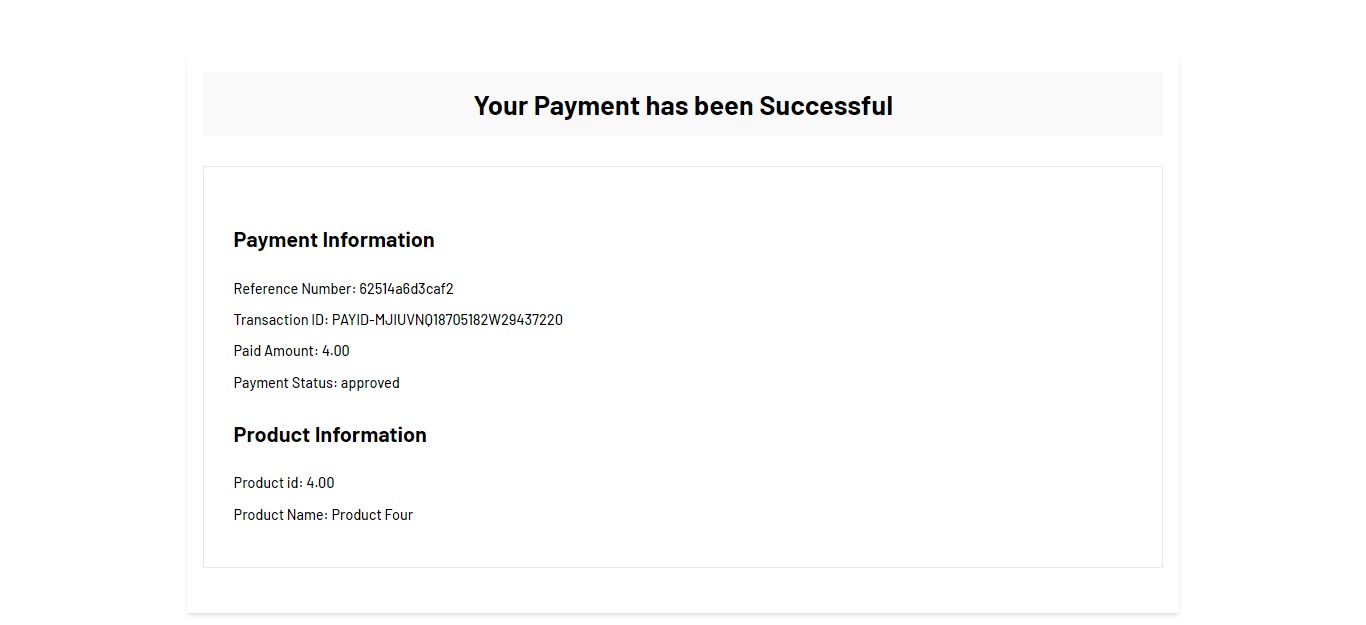 Your Payment has been Successful
Payment Information
Reference Number: 62514a6d3caf2
Transaction ID: PAYID-MJIUVNQ18705182W29437220
Paid Amount: 4.00
Payment Status: approved
Product Information
Product id: 4.00
Product Name: Product Four